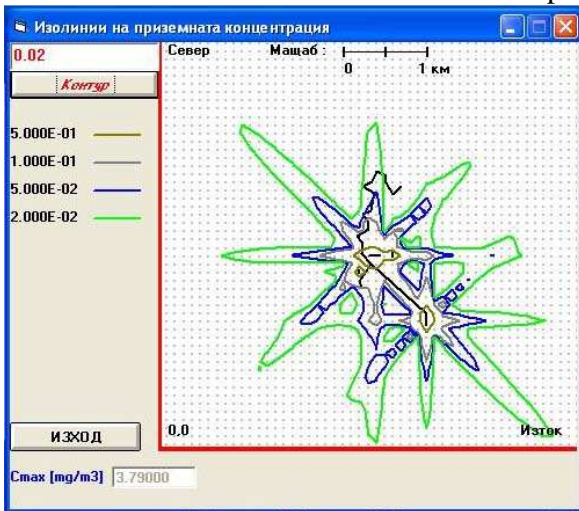 Изолинии на приземната концентрация
0.02
Север
Мащаб :
0 1 км
Контур
5.000E-01
1.000E-01
5.000E-02
2.000E-02
ИЗХОД
0,0
Изток
Cmax [mg/m3] 3.79000